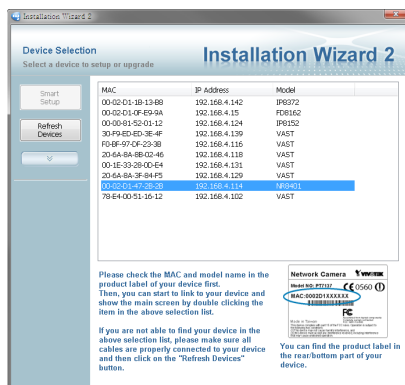 Installation Wizard 2
Device Selection
Select a device to setup or upgrade
Installation Wizard 2
Smart
Setup
Refresh
Devices
MAC IP Address Model
00-02-D1-1B-13-B8 192.168.4.142 IP8372
00-02-D1-0F-E9-9A 192.168.4.15 FD8162
00-00-81-52-01-12 192.168.4.124 IP8152
30-F9-ED-ED-3E-4F 192.168.4.139 VAST
F0-BF-97-DF-23-3B 192.168.4.116 VAST
20-6A-8A-8B-02-46 192.168.4.118 VAST
00-1E-33-28-0D-E4 192.168.4.131 VAST
20-6A-8A-3F-84-F5 192.168.4.129 VAST
00-02-D1-47-2B-2B 192.168.4.114 NR8401
78-E4-00-51-16-12 192.168.4.102 VAST
Please check the MAC and model name in the
product label of your device first.
Then, you can start to link to your device and
show the main screen by double clicking the
item in the above selection list.
If you are not able to find your device in the
above selection list, please make sure all
cables are properly connected to your device
and then click on the "Refresh Devices"
button.
Network Camera VIVOTEK
Model NO: PT7137 CE 0560
MAC:0002D1XXXXXX
FC
Made in Taiwan
You can find the product label in
the rear/bottom part of your
device.